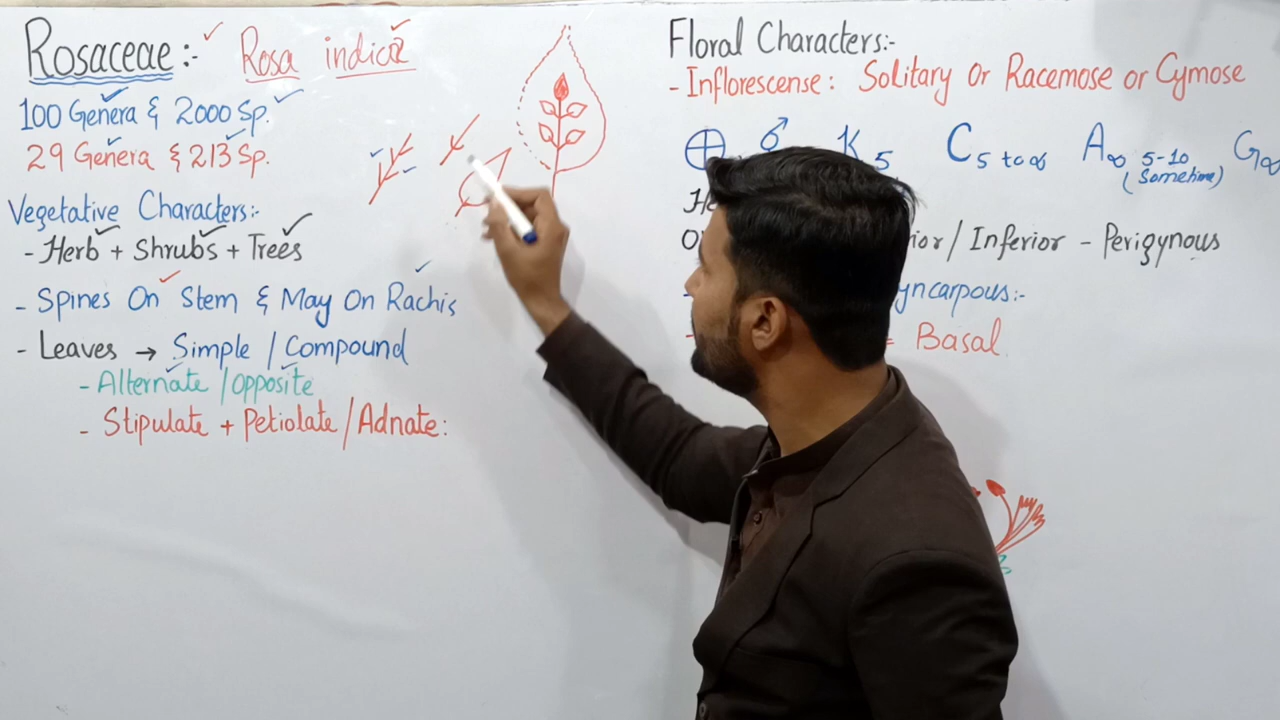 Rosaceae:- Rosa indica
100 Genera & 2000 Sp.
29 Genera & 213 Sp.
Vegetative Characters:-
- Herb + Shrubs + Trees
- Spines On Stem & May On Rachis
- Leaves → Simple / Compound
- Alternate / Opposite
- Stipulate + Petiolate / Adnate:
Floral Characters:-
- Inflorescense: Solitary Or Racemose or Cymose
⊕ K5 C5 to ∞ A∞ 5-10 (Sometime) G∞
/ Inferior - Perigynous
yncarpous:-
= Basal